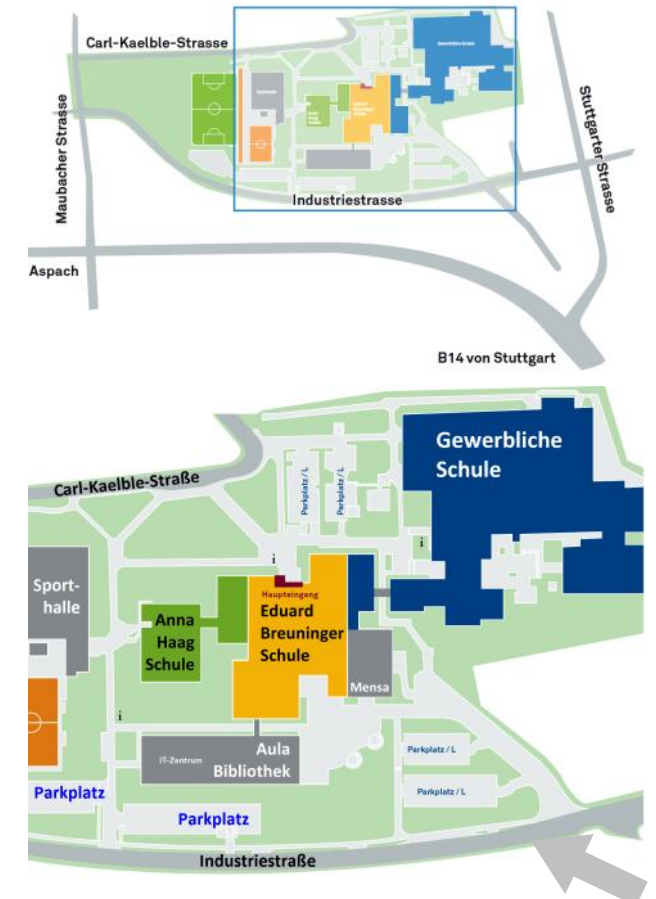 Carl-Kaelble-Strasse
Gewerbliche Schule
Maubacher Strasse
Stuttgarter Strasse
Industriestrasse
Aspach
B14 von Stuttgart
Gewerbliche
Schule
Carl-Kaelble-Straße
Parkplatz / L
Parkplatz / L
i
i
Sport-
halle
Haupteingang
Anna
Haag
Schule
Eduard
Breuninger
Schule
Mensa
i
IT-Zentrum
Aula
Bibliothek
Parkplatz / L
Parkplatz / L
Parkplatz
Parkplatz
Industriestraße